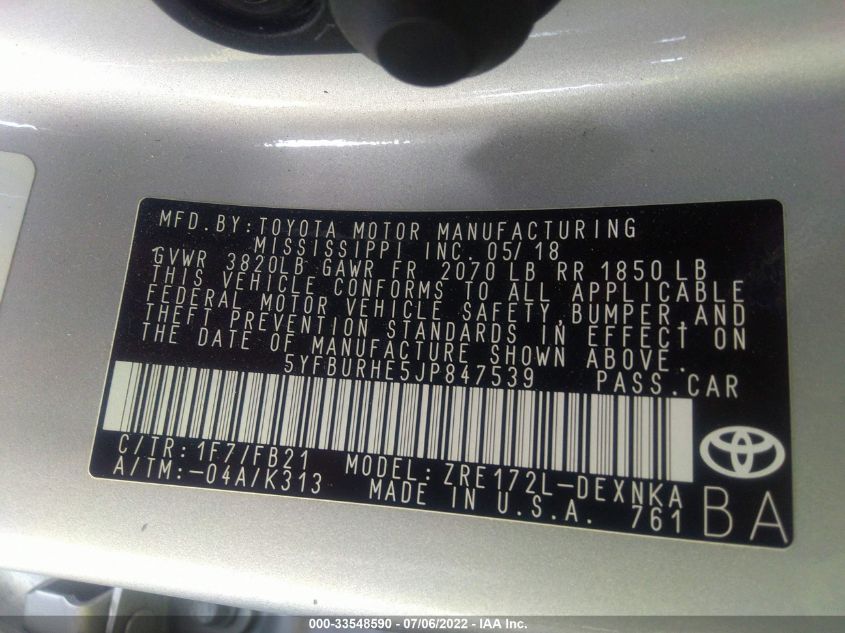 MFD. BY: TOYOTA MOTOR MANUFACTURING
MISSISSIPPI INC. 05/18
GVWR 3820LB GAWR FR 2070 LB RR 1850 LB
THIS VEHICLE CONFORMS TO ALL APPLICABLE
FEDERAL MOTOR VEHICLE SAFETY, BUMPER, AND
THEFT PREVENTION STANDARDS IN EFFECT ON
THE DATE OF MANUFACTURE SHOWN ABOVE.
5YFBURHE5JP847539 PASS. CAR
C/TR: 1F7/FB21 MODEL: ZRE172L-DEXNKA
A/TM:-04A/K313 MADE IN U.S.A. 761
BA
000-33548590 - 07/06/2022 - IAA Inc.